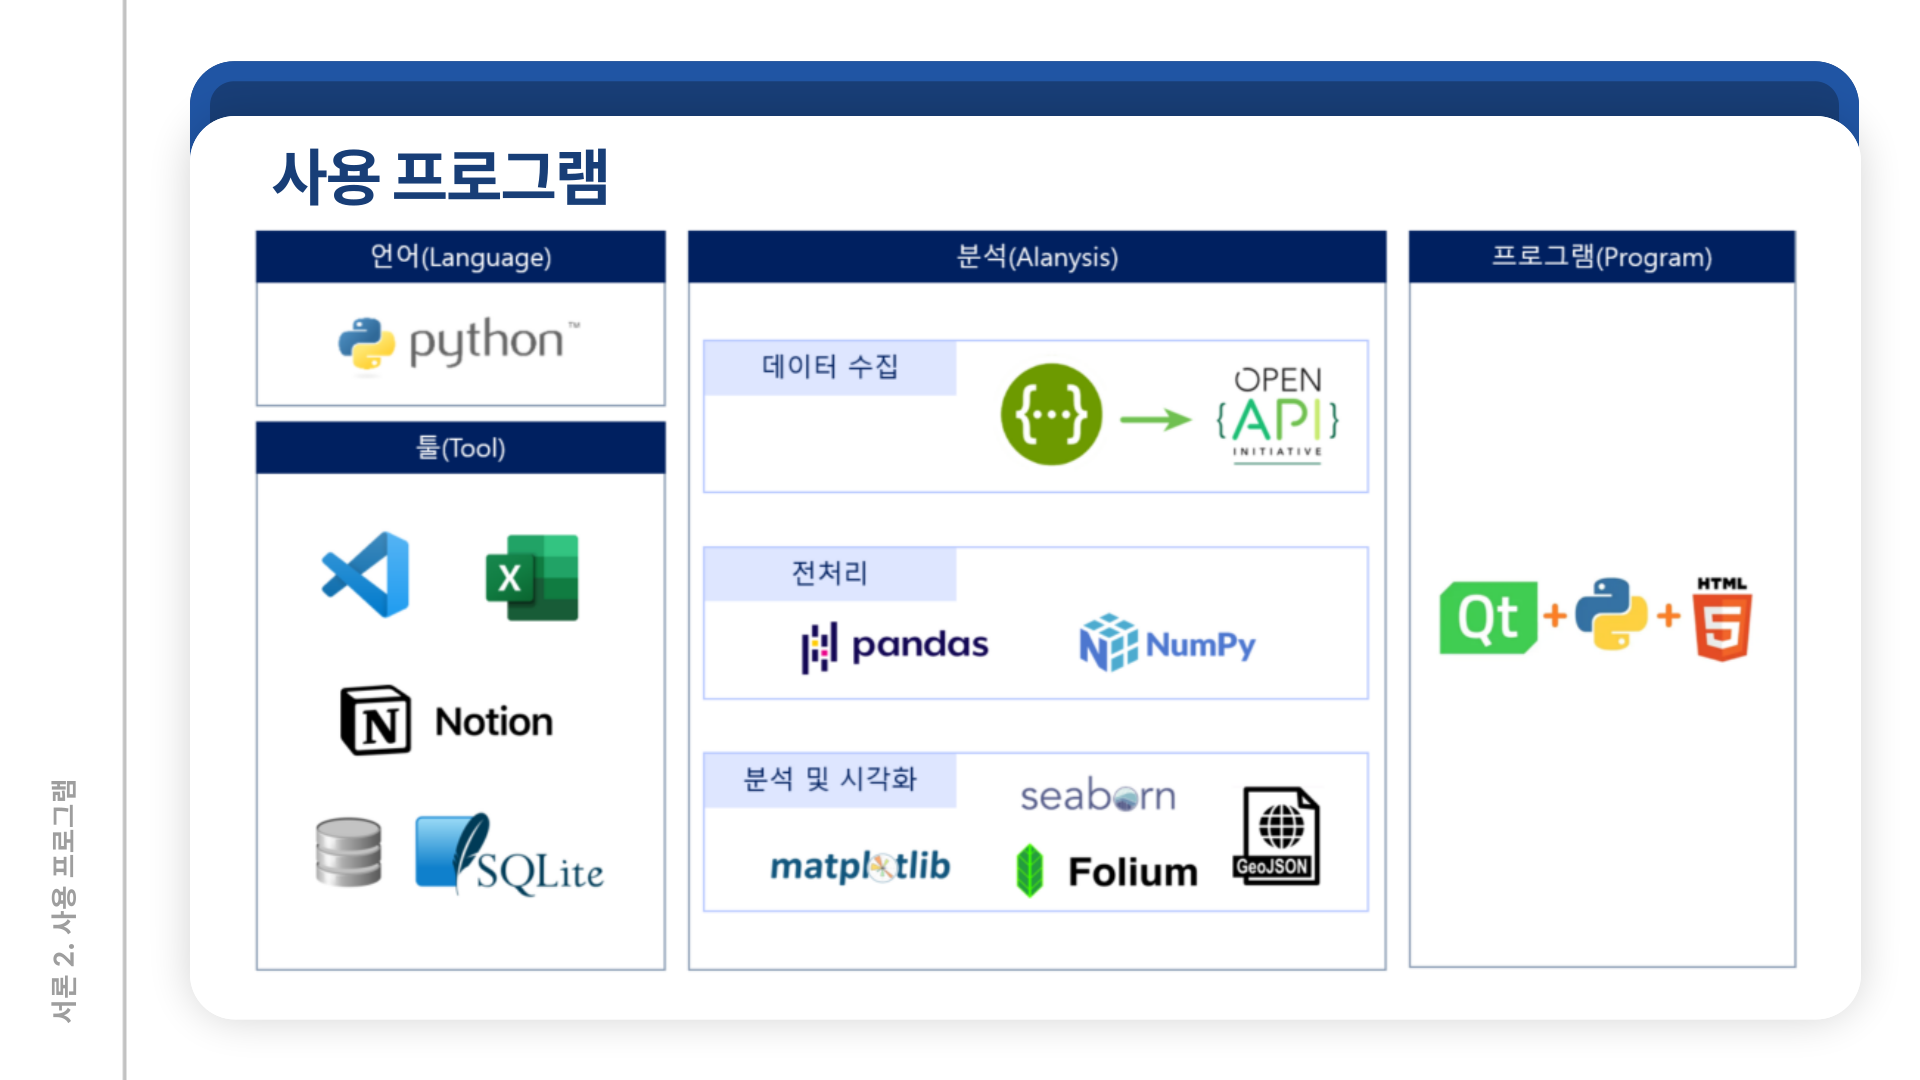 사용 프로그램
언어(Language)
python™
툴(Tool)
X
N Notion
SQLite
분석(Alanysis)
데이터 수집
{···}
OPEN
{API}
INITIATIVE
전처리
pandas
NumPy
분석 및 시각화
seaborn
matplotlib
Folium
GeoJSON
프로그램(Program)
Qt + + HTML
5
서론 2. 사용 프로그램